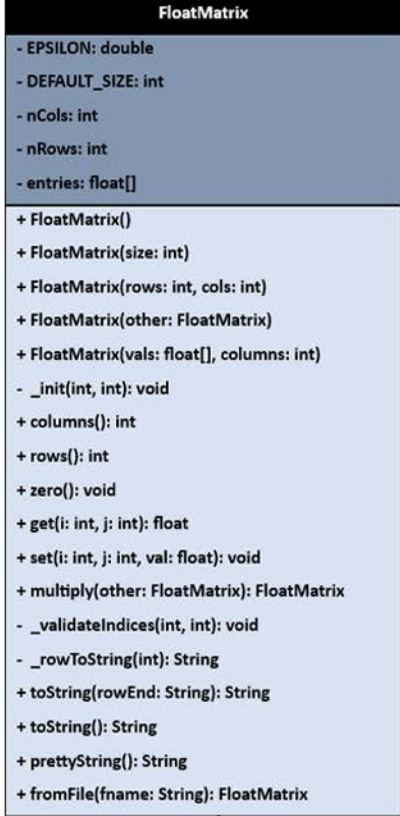 FloatMatrix
- EPSILON: double
- DEFAULT_SIZE: int
- nCols: int
- nRows: int
- entries: float[]
+ FloatMatrix()
+ FloatMatrix(size: int)
+ FloatMatrix(rows: int, cols: int)
+ FloatMatrix(other: FloatMatrix)
+ FloatMatrix(vals: float[], columns: int)
- _init(int, int): void
+ columns(): int
+ rows(): int
+ zero(): void
+ get(i: int, j: int): float
+ set(i: int, j: int, val: float): void
+ multiply(other: FloatMatrix): FloatMatrix
- _validateIndices(int, int): void
- _rowToString(int): String
+ toString(rowEnd: String): String
+ toString(): String
+ prettyString(): String
+ fromFile(fname: String): FloatMatrix